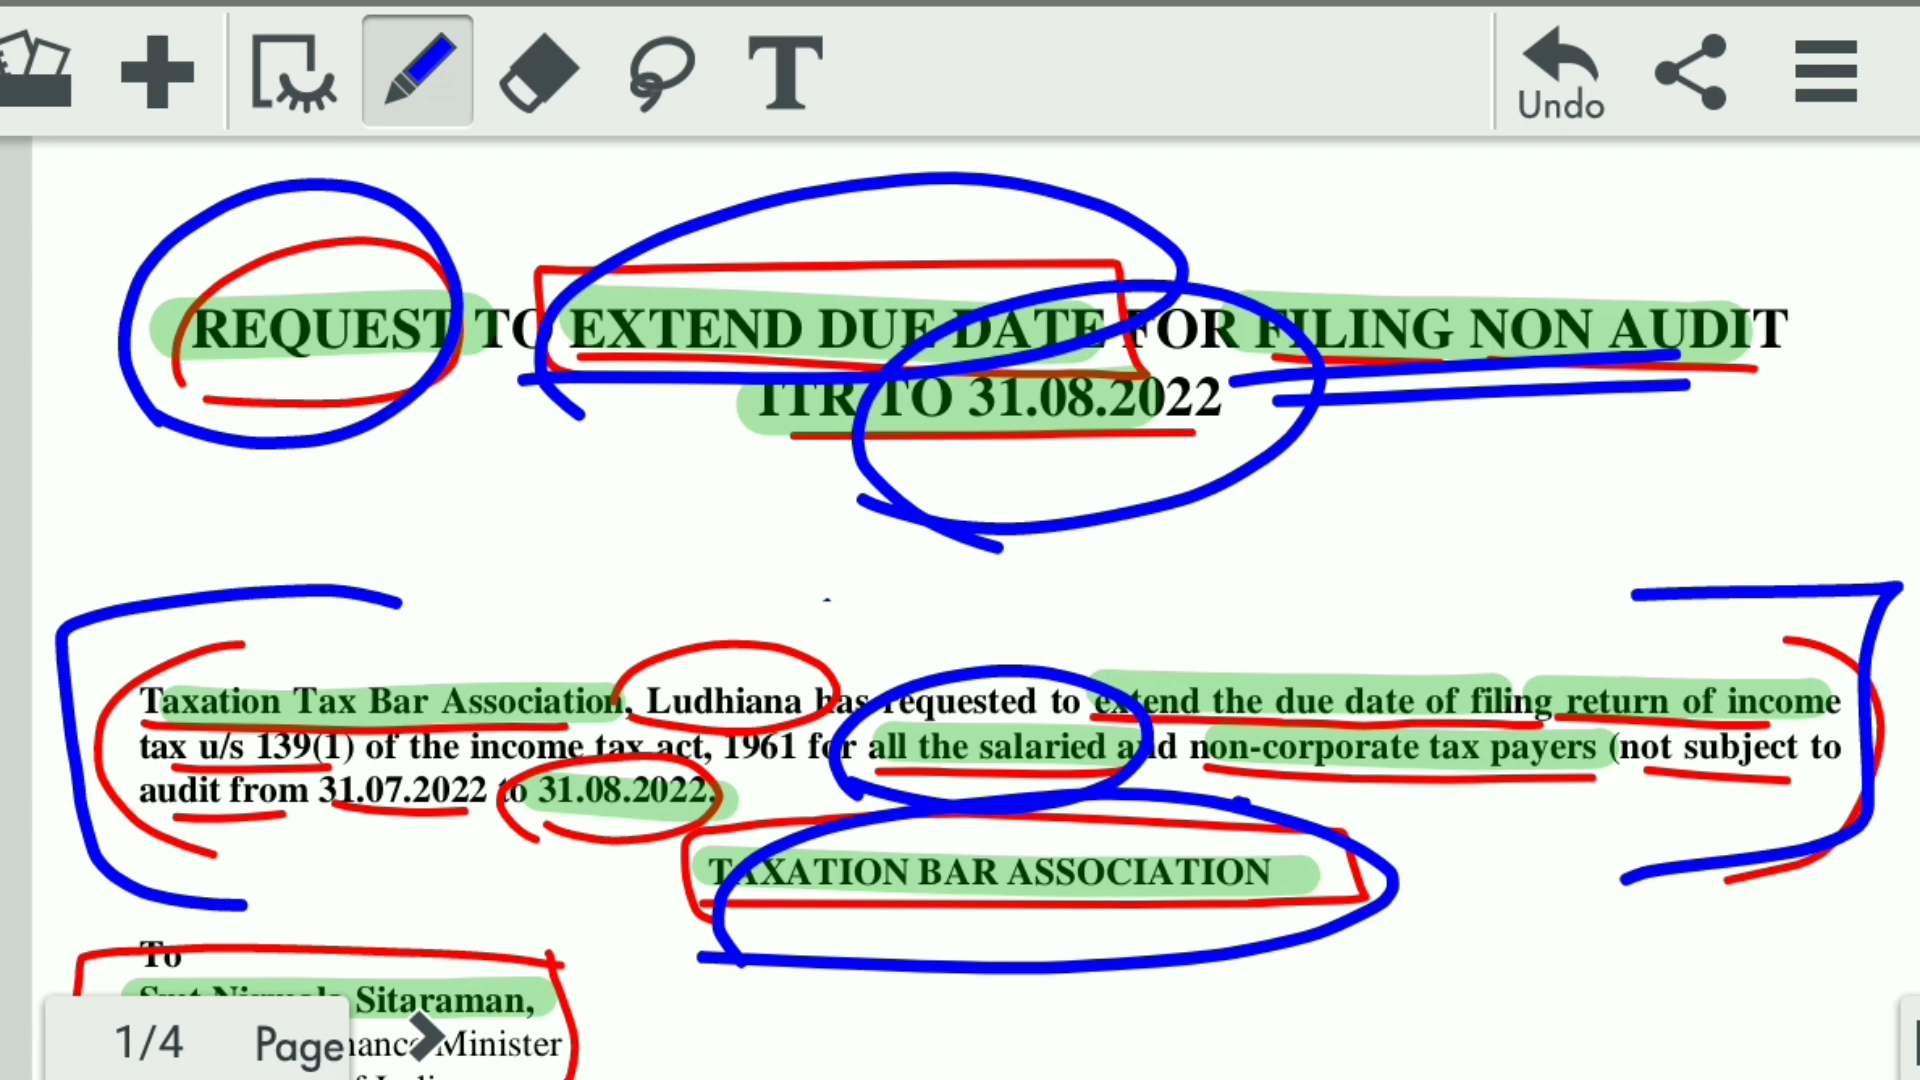 T
Undo
REQUEST TO EXTEND DUE DATE FOR FILING NON AUDIT
ITR TO 31.08.2022
Taxation Tax Bar Association, Ludhiana has requested to extend the due date of filing return of income
tax u/s 139(1) of the income tax act, 1961 for all the salaried and non-corporate tax payers (not subject to
audit from 31.07.2022 to 31.08.2022.
TAXATION BAR ASSOCIATION
To
Smt Nirmala Sitaraman,
Minister
1/4 Page